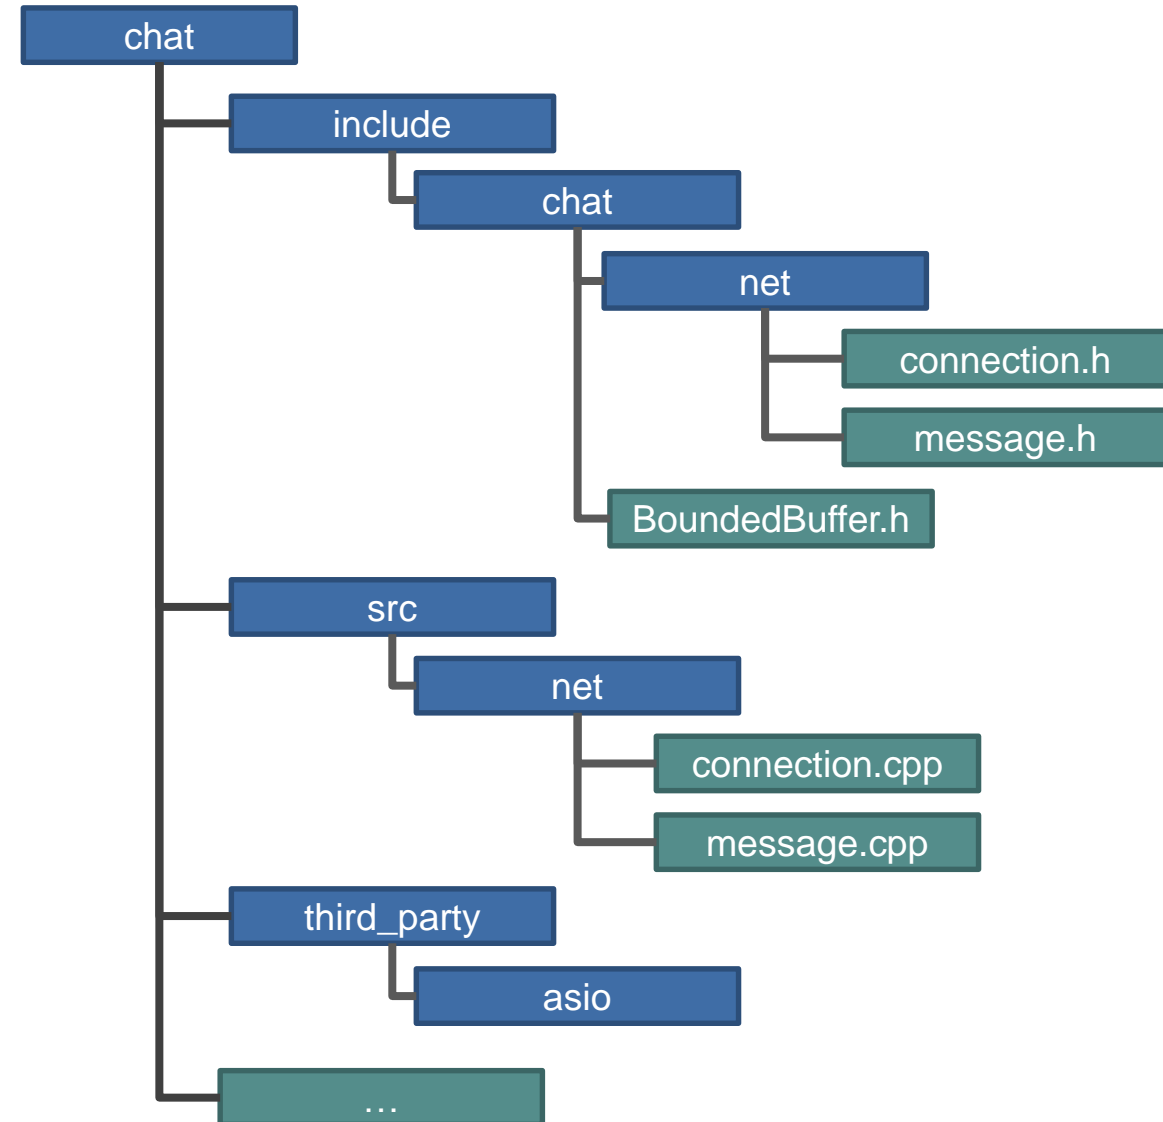 chat
include
chat
net
connection.h
message.h
BoundedBuffer.h
src
net
connection.cpp
message.cpp
third_party
asio
…